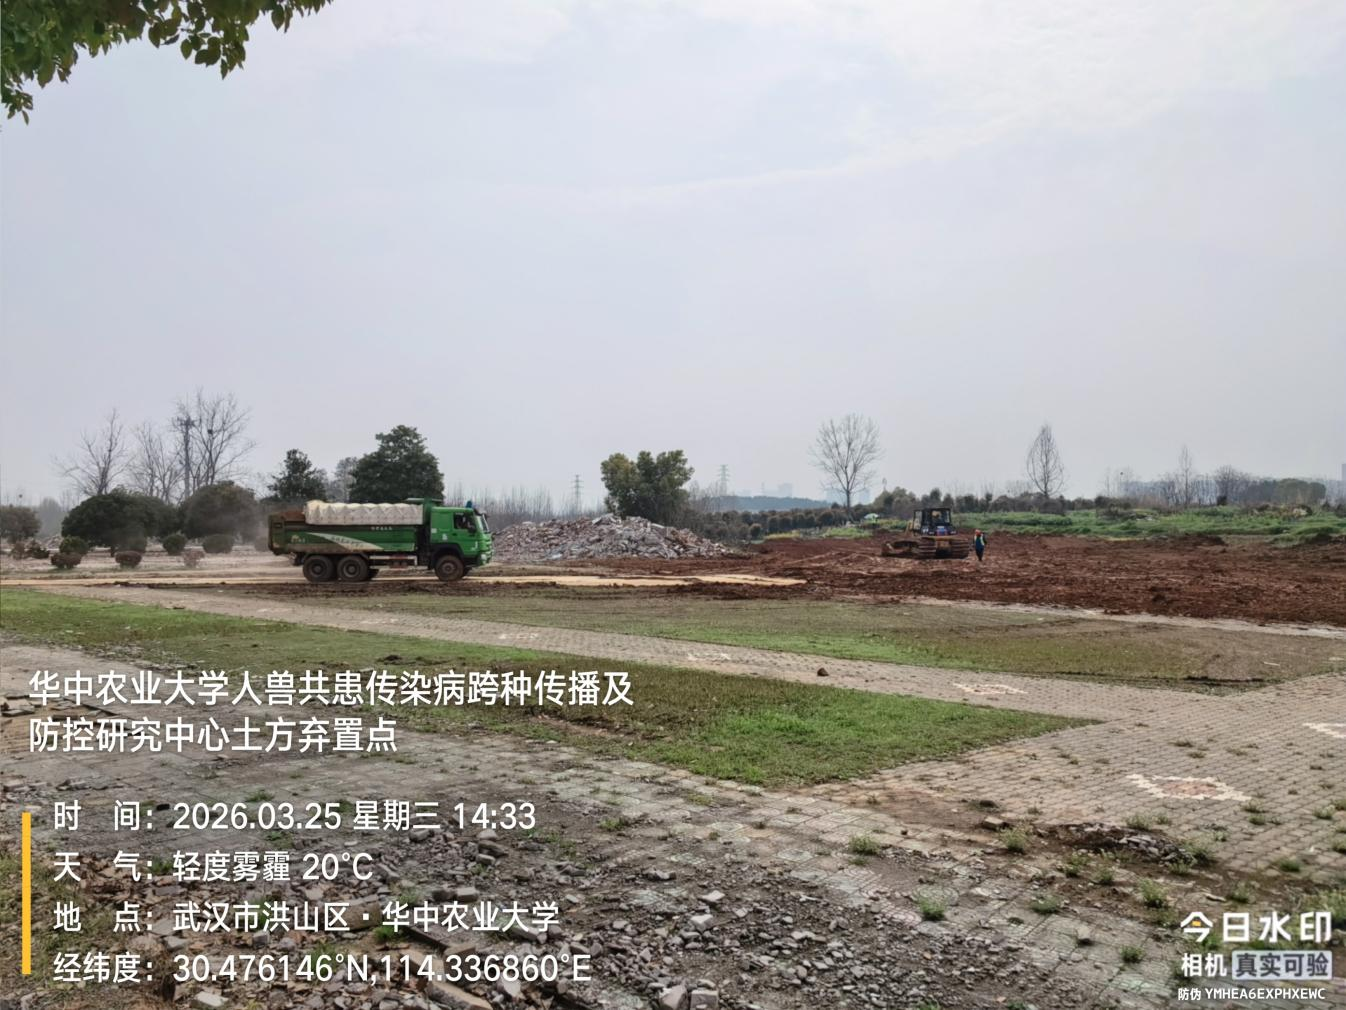 华中农业大学人兽共患传染病跨种传播及
防控研究中心土方弃置点
时 间：2026.03.25 星期三 14:33
天 气：轻度雾霾 20℃
地 点：武汉市洪山区·华中农业大学
经纬度：30.476146°N,114.336860°E
今日水印
相机 真实可验
防伪 YMHEA6EXPHXEWC